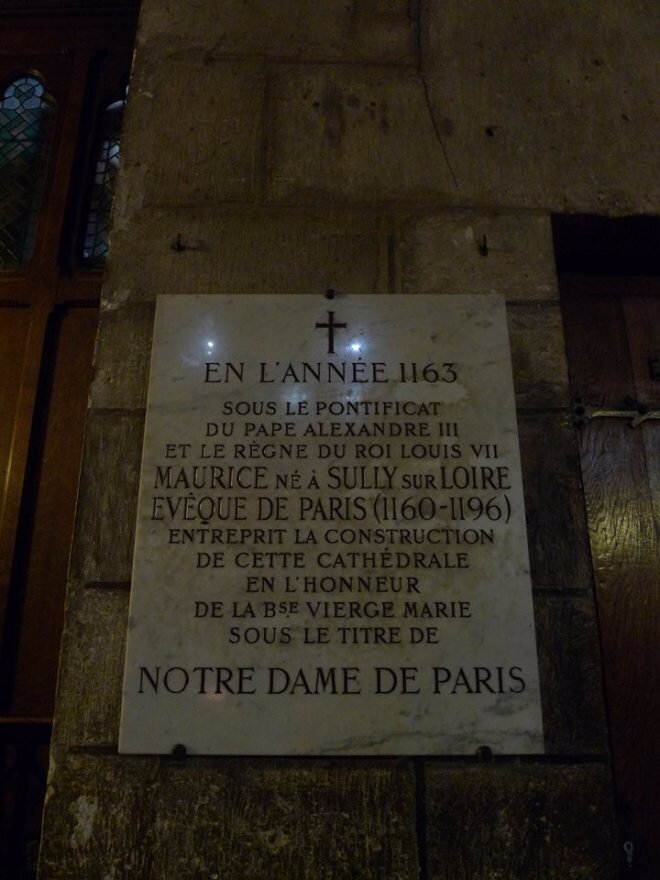 EN L'ANNÉE 1163
SOUS LE PONTIFICAT
DU PAPE ALEXANDRE III
ET LE RÈGNE DU ROI LOUIS VII
MAURICE NÉ À SULLY SUR LOIRE
EVÊQUE DE PARIS (1160-1196)
ENTREPRIT LA CONSTRUCTION
DE CETTE CATHÉDRALE
EN L'HONNEUR
DE LA BSE VIERGE MARIE
SOUS LE TITRE DE
NOTRE DAME DE PARIS